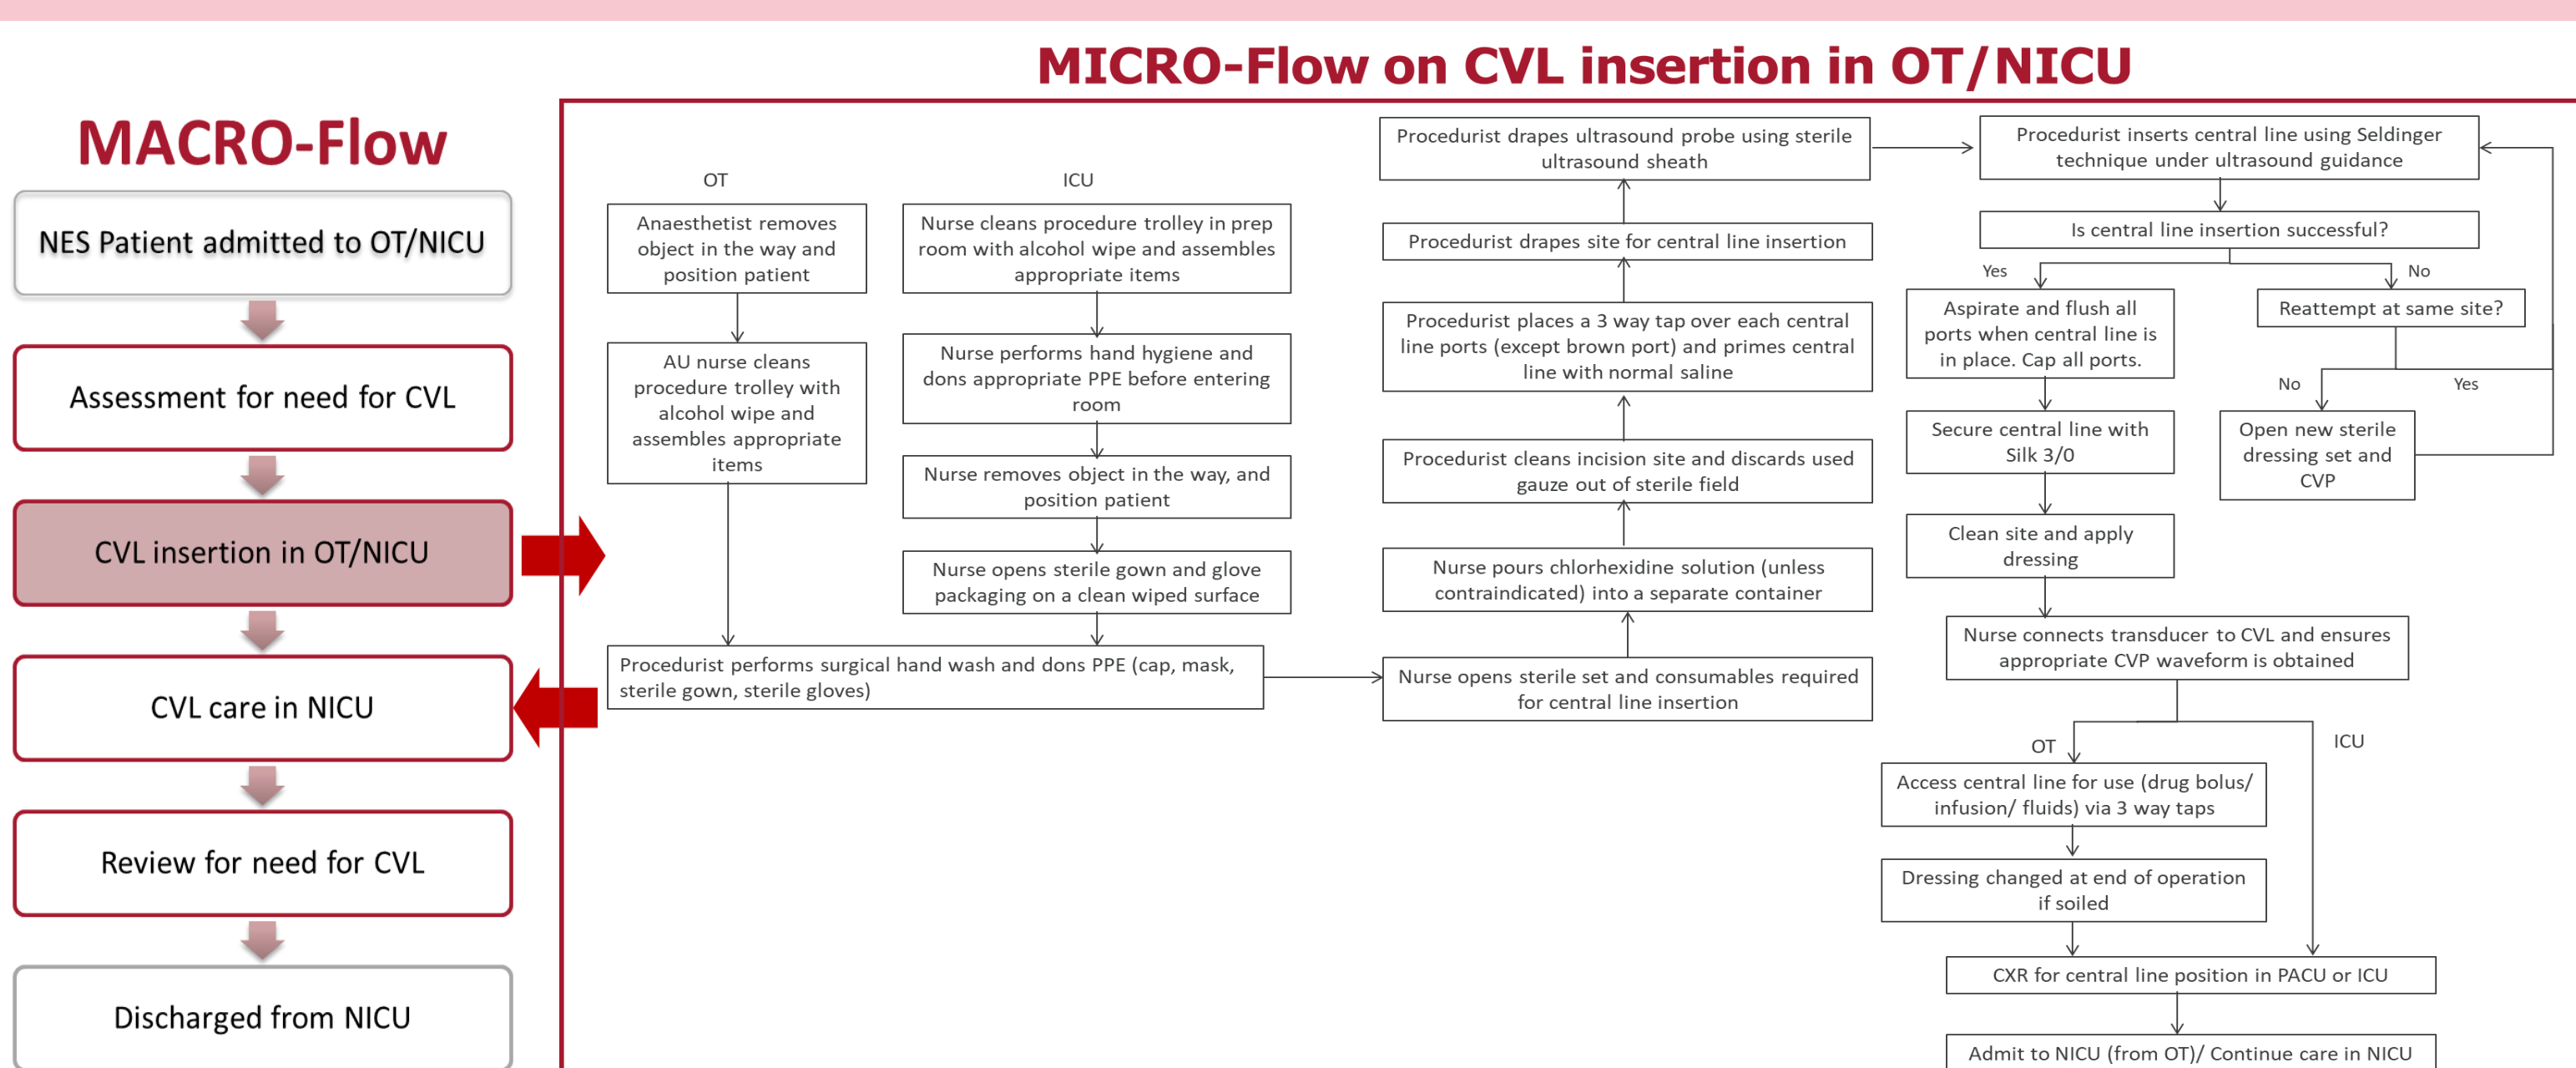 MICRO-Flow on CVL insertion in OT/NICU
MACRO-Flow
NES Patient admitted to OT/NICU
Assessment for need for CVL
CVL insertion in OT/NICU
CVL care in NICU
Review for need for CVL
Discharged from NICU
OT
Anaesthetist removes
object in the way and
position patient
AU nurse cleans
procedure trolley with
alcohol wipe and
assembles appropriate
items
ICU
Nurse cleans procedure trolley in prep
room with alcohol wipe and assembles
appropriate items
Nurse performs hand hygiene and
dons appropriate PPE before entering
room
Nurse removes object in the way, and
position patient
Nurse opens sterile gown and glove
packaging on a clean wiped surface
Procedurist performs surgical hand wash and dons PPE (cap, mask,
sterile gown, sterile gloves)
Nurse opens sterile set and consumables required
for central line insertion
Nurse pours chlorhexidine solution (unless
contraindicated) into a separate container
Procedurist cleans incision site and discards used
gauze out of sterile field
Procedurist places a 3 way tap over each central
line ports (except brown port) and primes central
line with normal saline
Procedurist drapes site for central line insertion
Procedurist drapes ultrasound probe using sterile
ultrasound sheath
Procedurist inserts central line using Seldinger
technique under ultrasound guidance
Is central line insertion successful?
Yes
No
Aspirate and flush all
ports when central line is
in place. Cap all ports.
Reattempt at same site?
No
Yes
Open new sterile
dressing set and
CVP
Secure central line with
Silk 3/0
Clean site and apply
dressing
Nurse connects transducer to CVL and ensures
appropriate CVP waveform is obtained
OT
ICU
Access central line for use (drug bolus/
infusion/ fluids) via 3 way taps
Dressing changed at end of operation
if soiled
CXR for central line position in PACU or ICU
Admit to NICU (from OT)/ Continue care in NICU